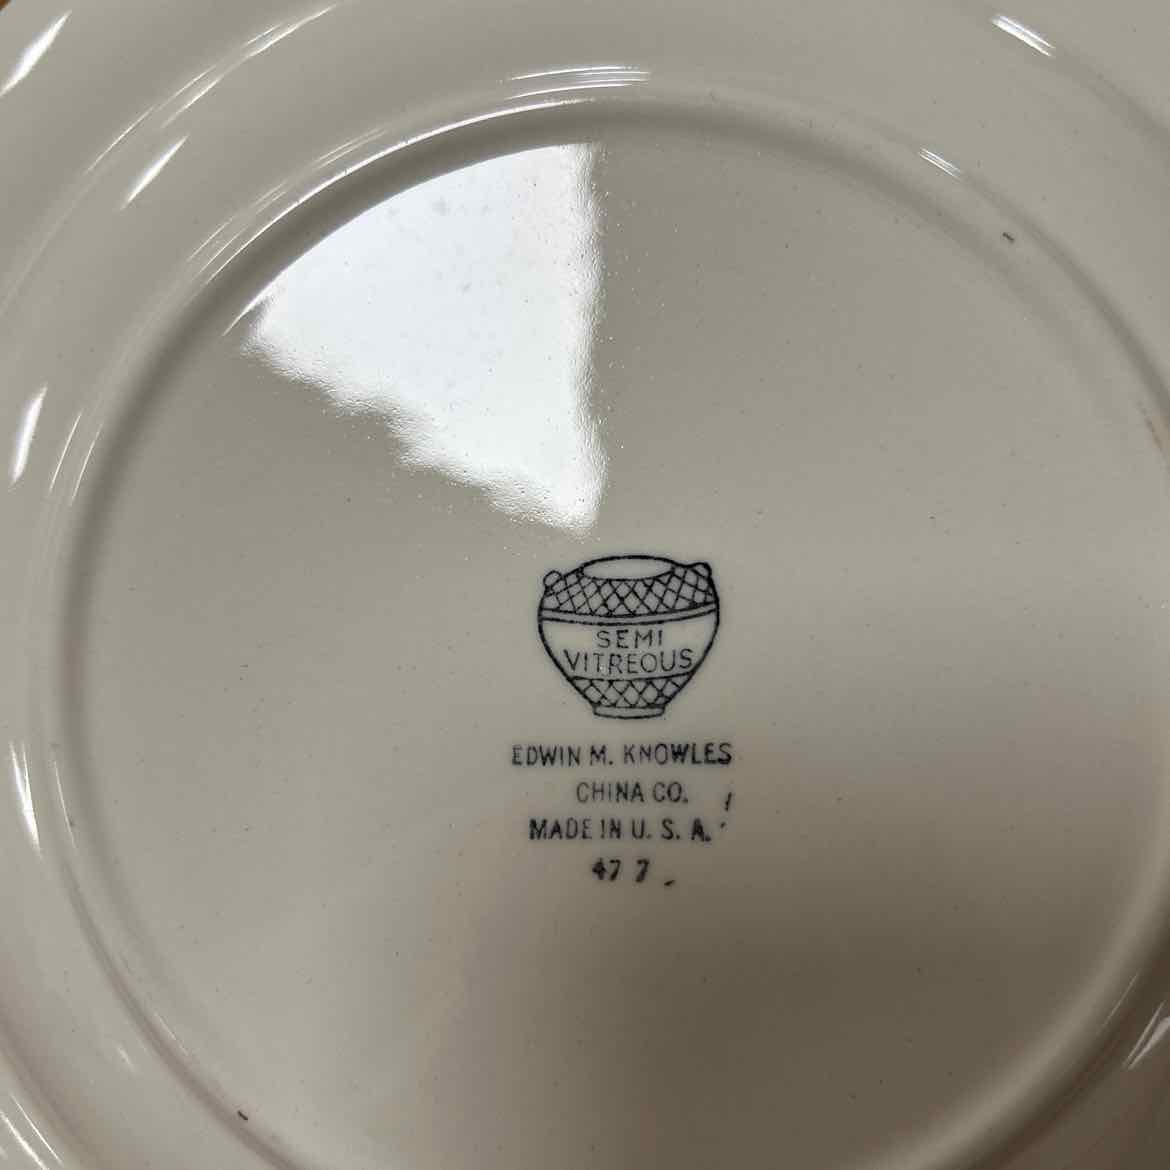 SEMI
VITREOUS
EDWIN M. KNOWLES
CHINA CO.
MADE IN U. S. A.
47 7